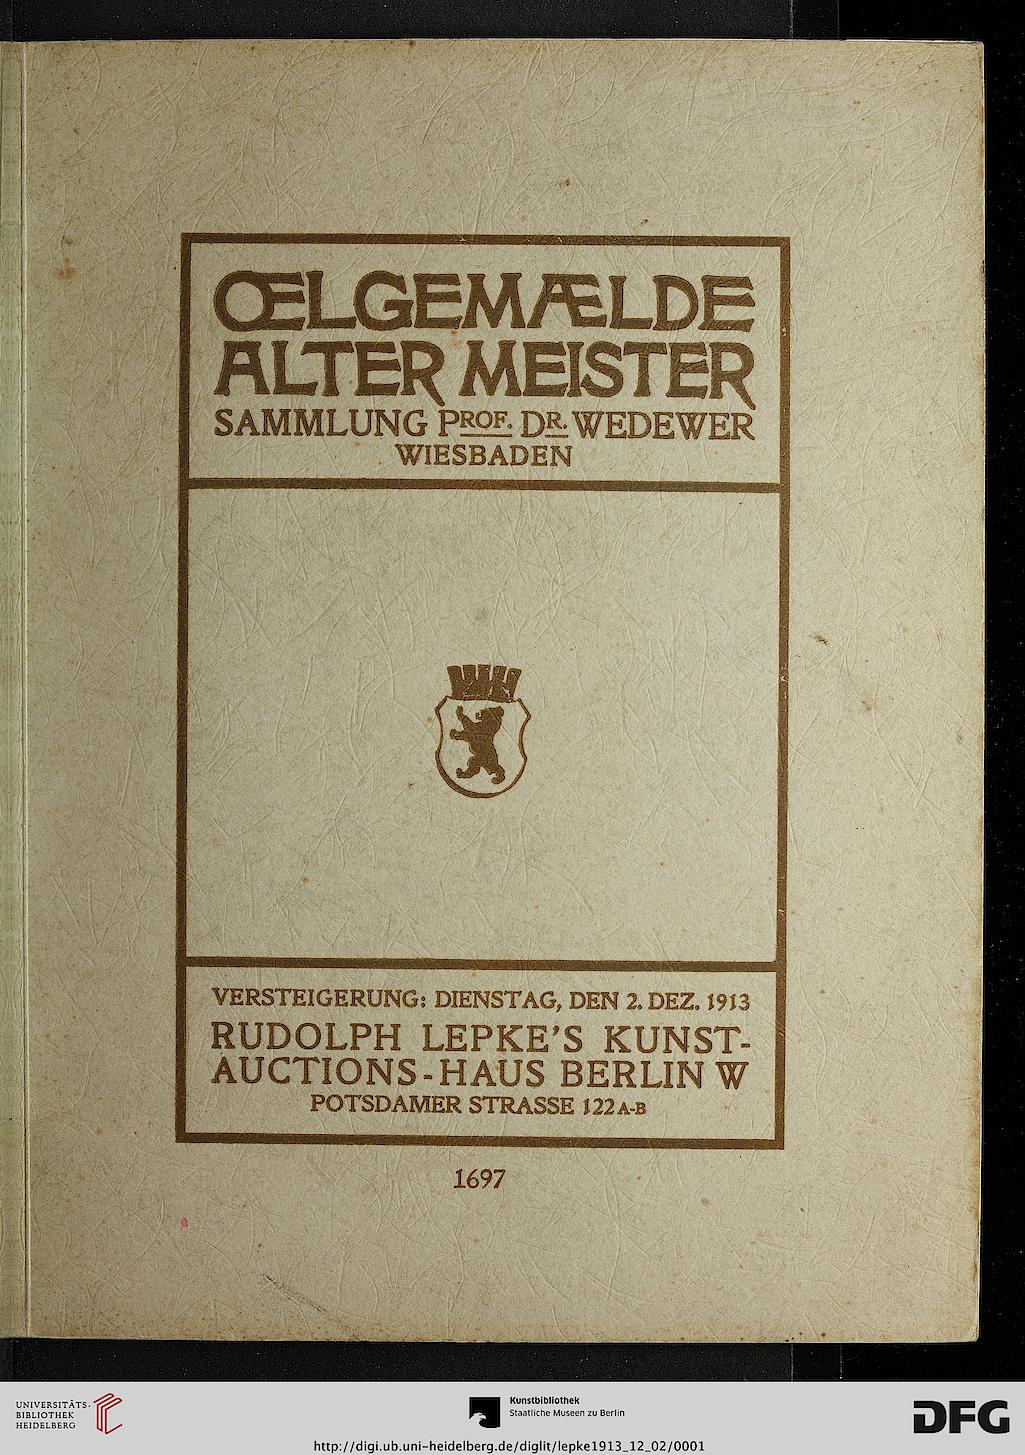 ŒLGEMÆLDE
ALTER MEISTER
SAMMLUNG PROF. DR. WEDEWER
WIESBADEN
VERSTEIGERUNG: DIENSTAG, DEN 2. DEZ. 1913
RUDOLPH LEPKE'S KUNST-
AUCTIONS-HAUS BERLIN W
POTSDAMER STRASSE 122A-B
1697
UNIVERSITÄTS-
BIBLIOTHEK
HEIDELBERG
Kunstbibliothek
Staatliche Museen zu Berlin
DFG
http://digi.ub.uni-heidelberg.de/diglit/lepke1913_12_02/0001